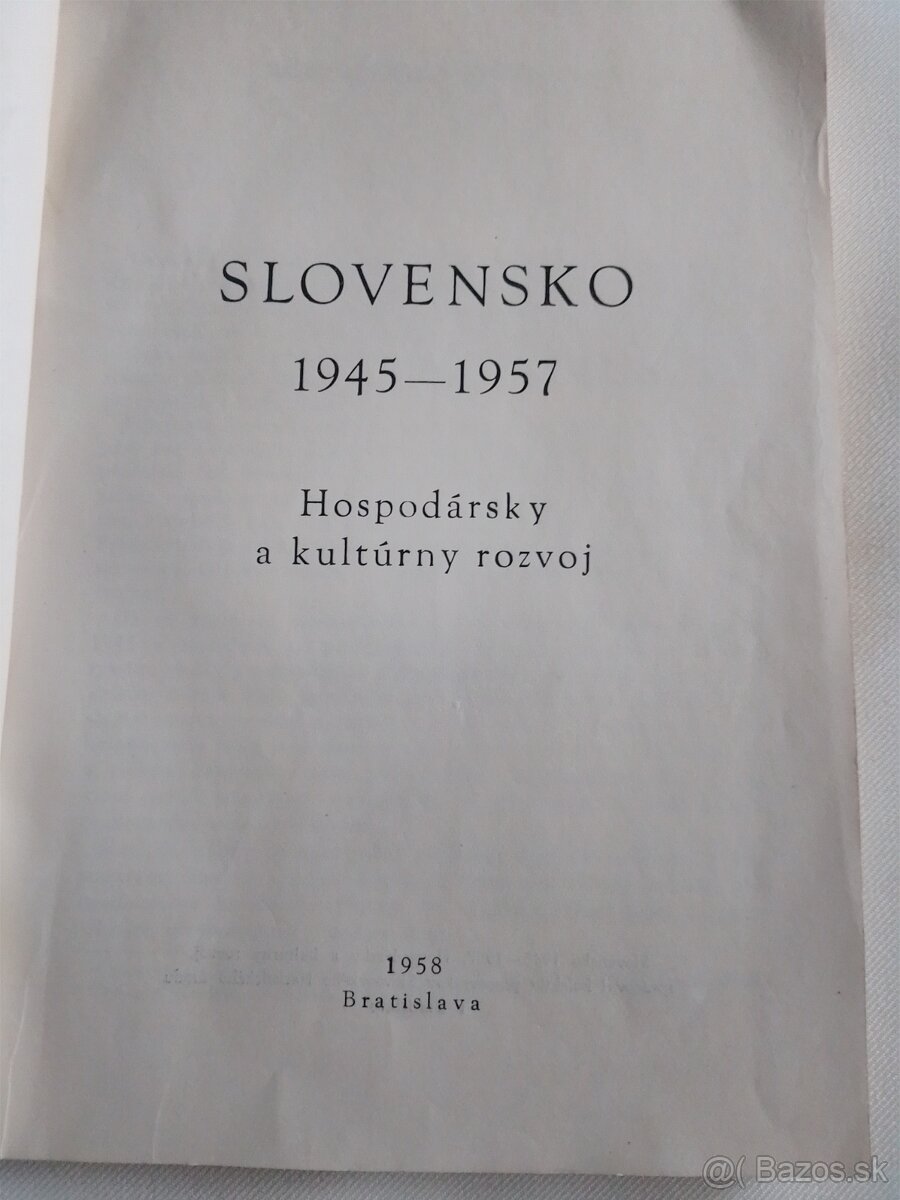 SLOVENSKO
1945—1957
Hospodársky
a kultúrny rozvoj
1958
Bratislava
@( Bazos.sk